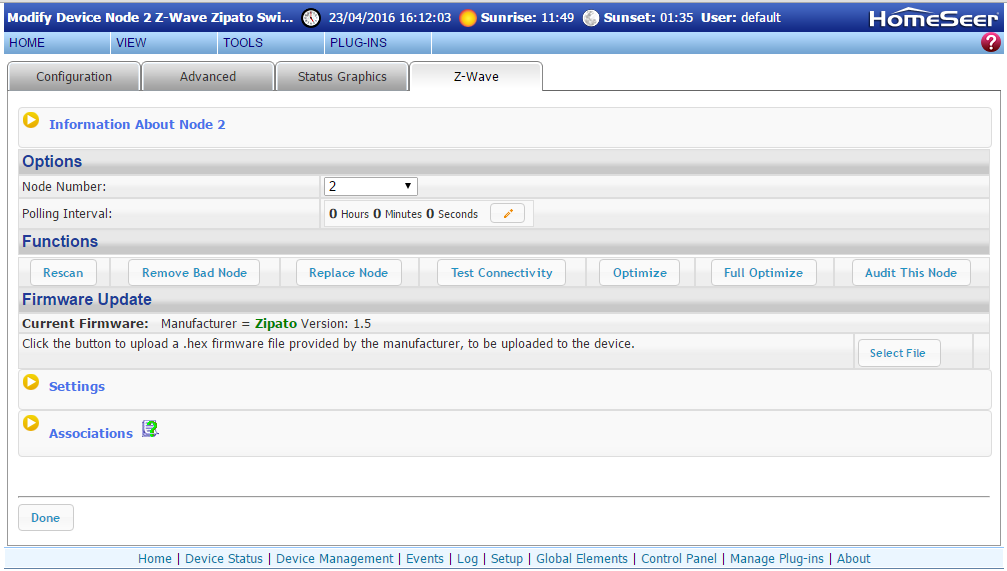 Modify Device Node 2 Z-Wave Zipato Swi... 23/04/2016 16:12:03 Sunrise: 11:49 Sunset: 01:35 User: default HomeSeer
HOME VIEW TOOLS PLUG-INS ?
Configuration Advanced Status Graphics Z-Wave
Information About Node 2
Options
Node Number: 2
Polling Interval: 0 Hours 0 Minutes 0 Seconds
Functions
Rescan Remove Bad Node Replace Node Test Connectivity Optimize Full Optimize Audit This Node
Firmware Update
Current Firmware: Manufacturer = Zipato Version: 1.5
Click the button to upload a .hex firmware file provided by the manufacturer, to be uploaded to the device. Select File
Settings
Associations
Done
Home | Device Status | Device Management | Events | Log | Setup | Global Elements | Control Panel | Manage Plug-ins | About